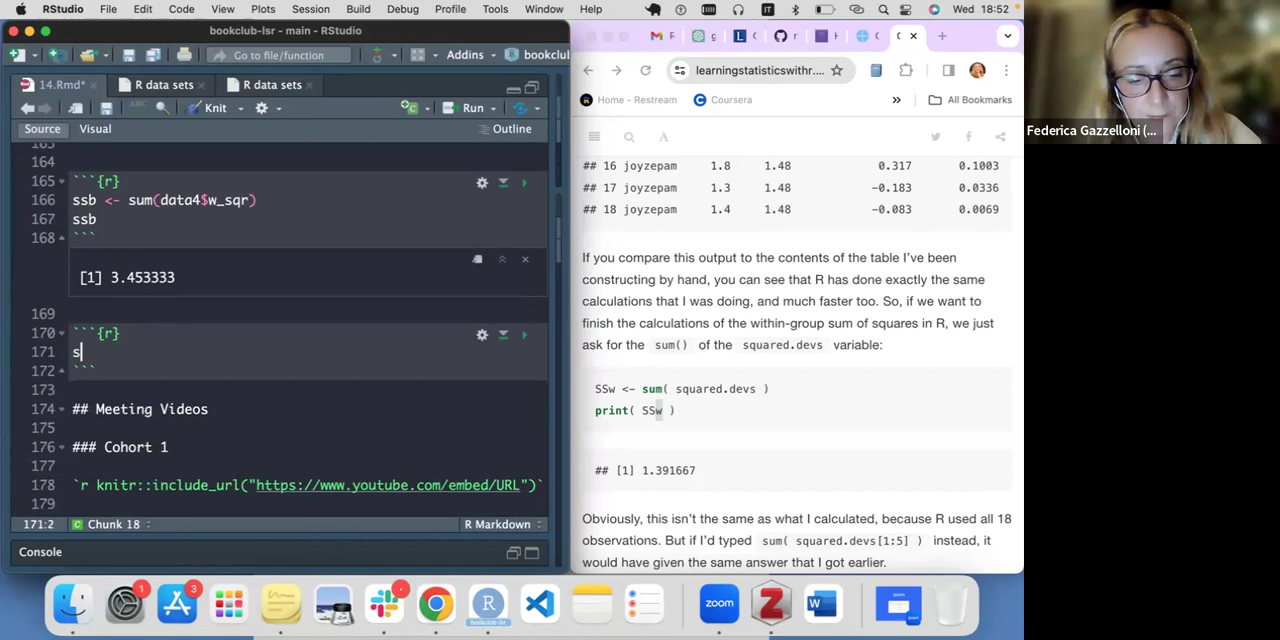 RStudio File Edit Code View Plots Session Build Debug Profile Tools Window Help Wed 18:52
bookclub-lsr - main - RStudio
Go to file/function Addins bookclu
14.Rmd* R data sets R data sets
Knit Run
Source Visual Outline
163
164
165 ```{r}
166 ssb <- sum(data4$w_sqr)
167 ssb
168 ```
[1] 3.453333
169
170 ```{r}
171 s
172 ```
173
174 ## Meeting Videos
175
176 ### Cohort 1
177
178 `r knitr::include_url("https://www.youtube.com/embed/URL")`
179
171:2 Chunk 18 R Markdown
Console
learningstatisticswithr....
Home - Restream Coursera » All Bookmarks
## 16 joyzepam 1.8 1.48 0.317 0.1003
## 17 joyzepam 1.3 1.48 -0.183 0.0336
## 18 joyzepam 1.4 1.48 -0.083 0.0069
If you compare this output to the contents of the table I've been
constructing by hand, you can see that R has done exactly the same
calculations that I was doing, and much faster too. So, if we want to
finish the calculations of the within-group sum of squares in R, we just
ask for the sum() of the squared.devs variable:
SSw <- sum( squared.devs )
print( SSw )
## [1] 1.391667
Obviously, this isn't the same as what I calculated, because R used all 18
observations. But if I'd typed sum( squared.devs[1:5] ) instead, it
would have given the same answer that I got earlier.
Federica Gazzelloni (...
1 3
zoom
bookclub-lsr